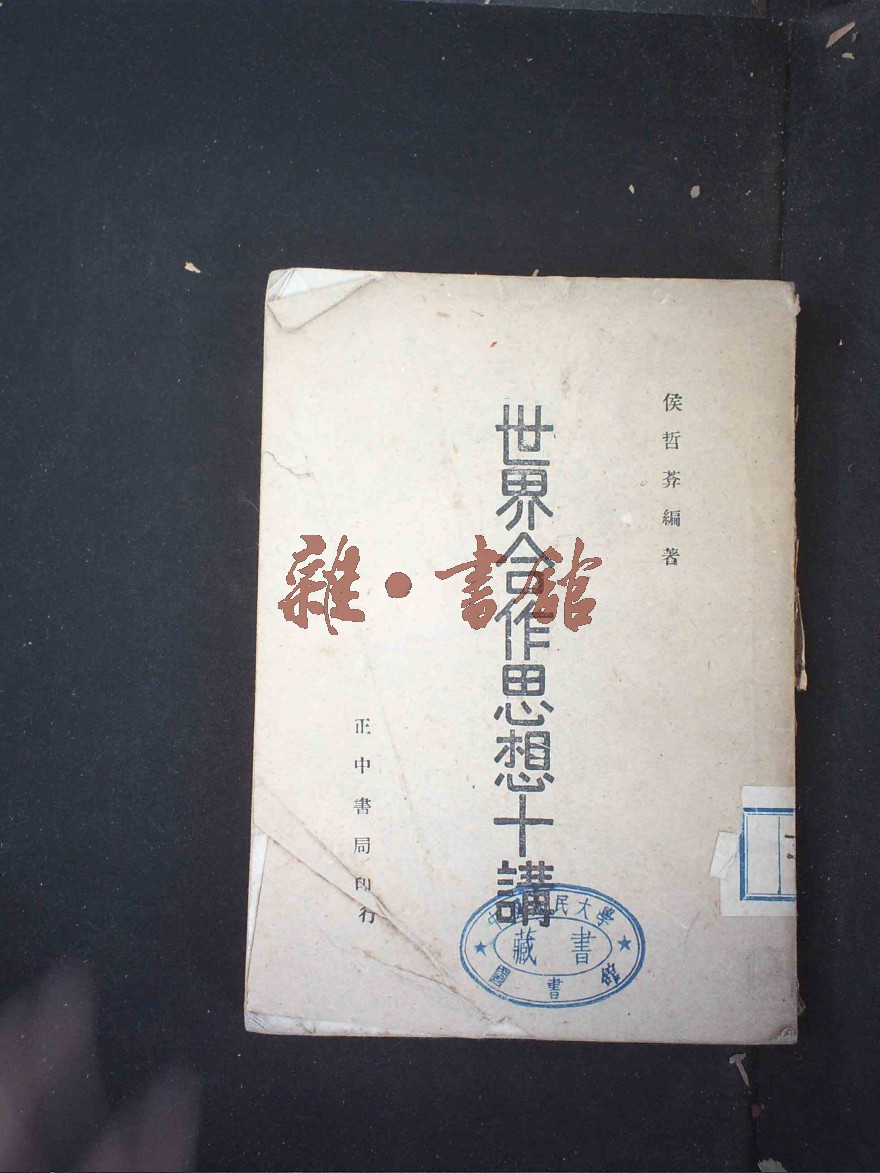 侯哲葊編著
世界合作思想十講
正中書局印行
雜·書館
民大學
藏書
圖書館